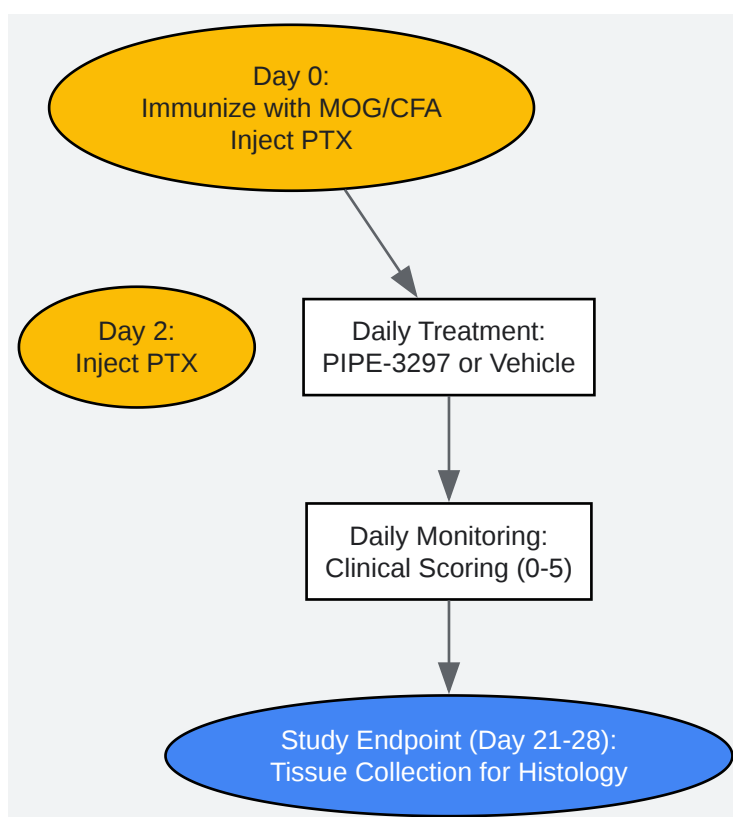 Day 0:
Immunize with MOG/CFA
Inject PTX
Day 2:
Inject PTX
Daily Treatment:
PIPE-3297 or Vehicle
Daily Monitoring:
Clinical Scoring (0-5)
Study Endpoint (Day 21-28):
Tissue Collection for Histology